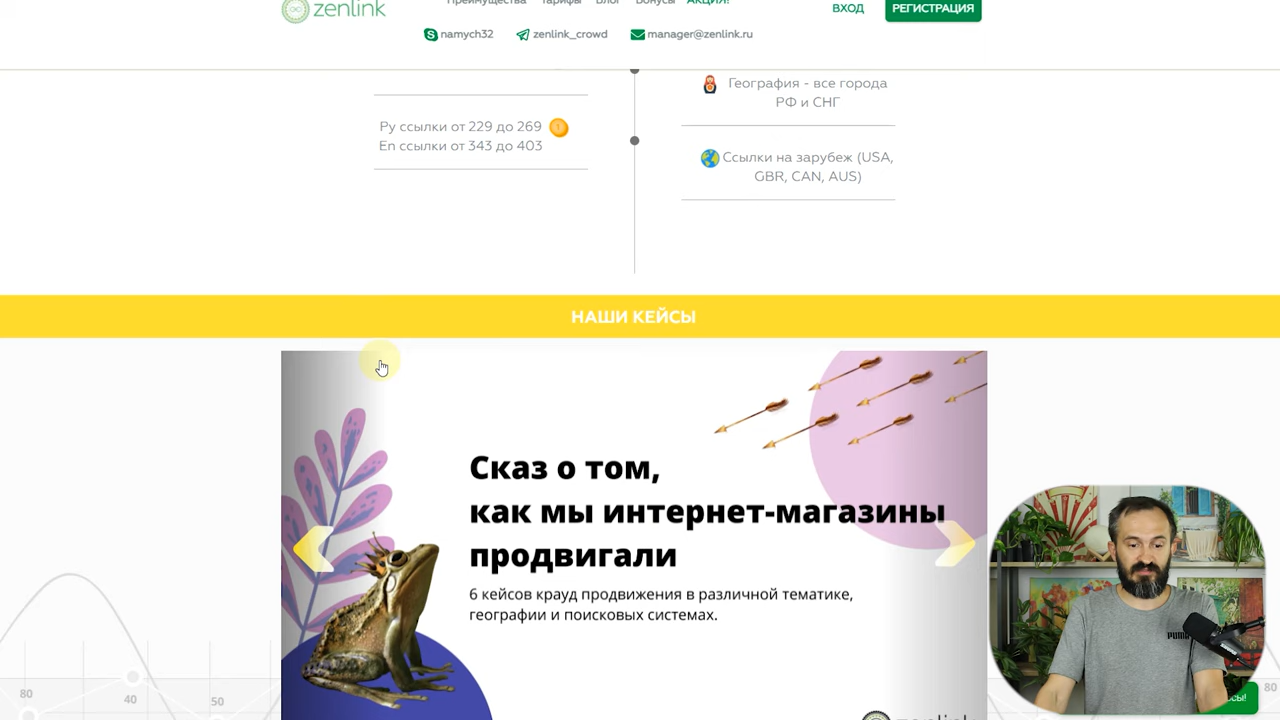 zenlink
Преимущества Тарифы Блог Бонусы АКЦИЯ!
ВХОД
РЕГИСТРАЦИЯ
namych32
zenlink_crowd
manager@zenlink.ru
Ру ссылки от 229 до 269
En ссылки от 343 до 403
География - все города
РФ и СНГ
Ссылки на зарубеж (USA,
GBR, CAN, AUS)
НАШИ КЕЙСЫ
Сказ о том,
как мы интернет-магазины
продвигали
6 кейсов крауд продвижения в различной тематике,
географии и поисковых системах.
zenlink
PUMA
80
40
50
80